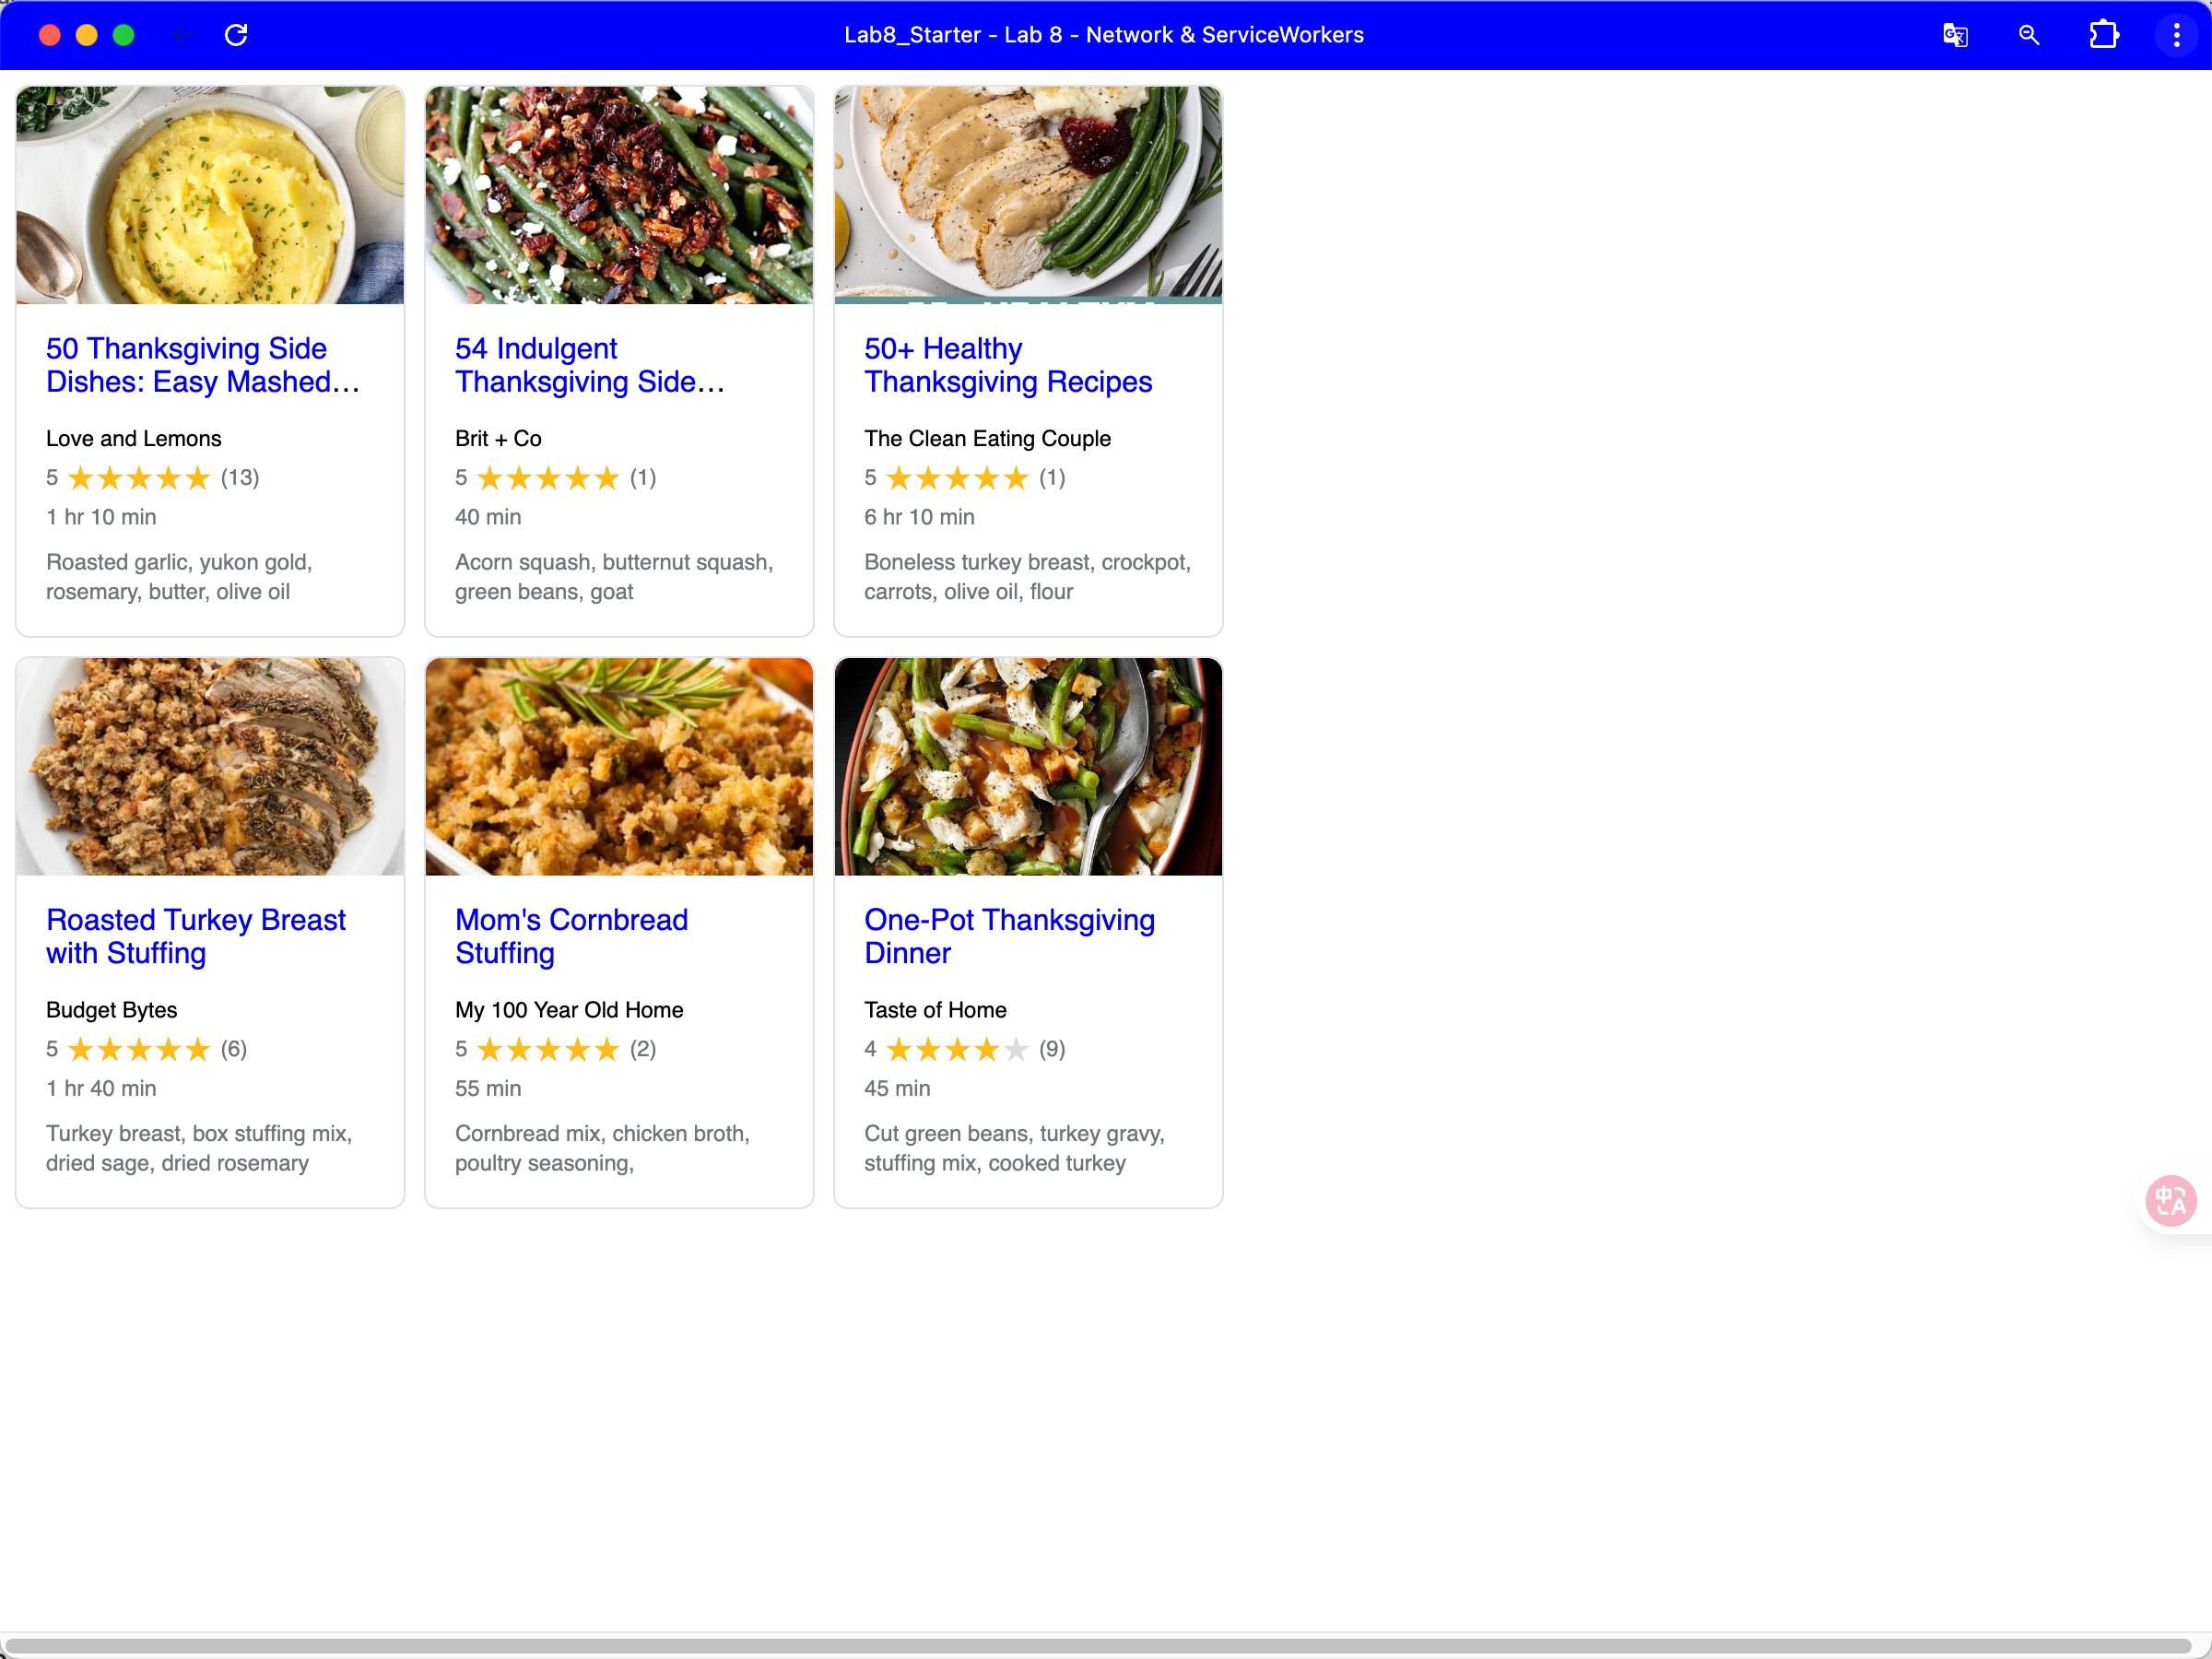 Lab8_Starter - Lab 8 - Network & ServiceWorkers
50 Thanksgiving Side
Dishes: Easy Mashed…
Love and Lemons
5 ★★★★★ (13)
1 hr 10 min
Roasted garlic, yukon gold,
rosemary, butter, olive oil
54 Indulgent
Thanksgiving Side…
Brit + Co
5 ★★★★★ (1)
40 min
Acorn squash, butternut squash,
green beans, goat
50+ Healthy
Thanksgiving Recipes
The Clean Eating Couple
5 ★★★★★ (1)
6 hr 10 min
Boneless turkey breast, crockpot,
carrots, olive oil, flour
Roasted Turkey Breast
with Stuffing
Budget Bytes
5 ★★★★★ (6)
1 hr 40 min
Turkey breast, box stuffing mix,
dried sage, dried rosemary
Mom's Cornbread
Stuffing
My 100 Year Old Home
5 ★★★★★ (2)
55 min
Cornbread mix, chicken broth,
poultry seasoning,
One-Pot Thanksgiving
Dinner
Taste of Home
4 ★★★★★ (9)
45 min
Cut green beans, turkey gravy,
stuffing mix, cooked turkey
中 A